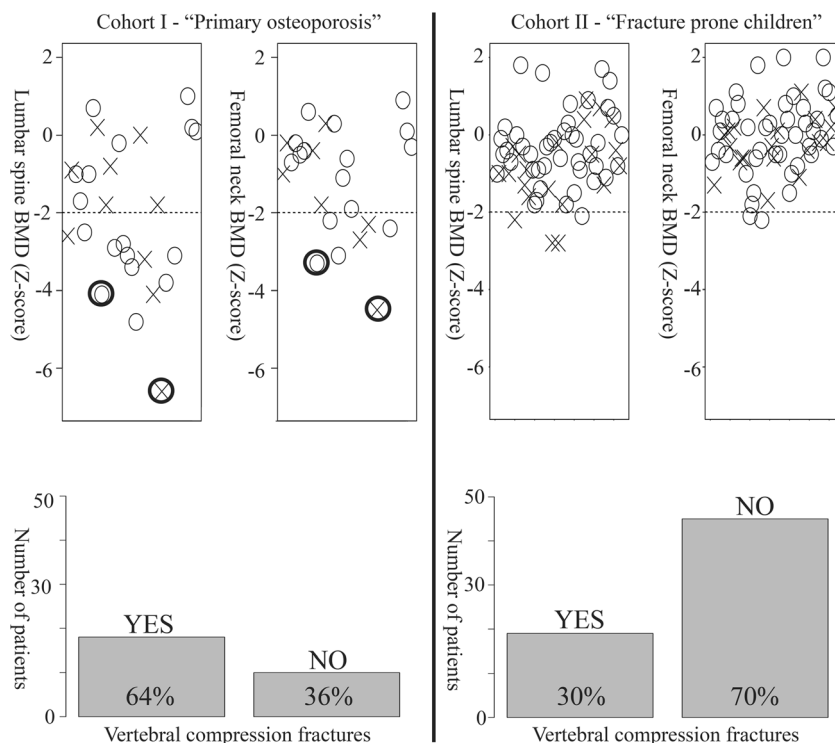 Cohort I - “Primary osteoporosis”
Lumbar spine BMD (Z-score)
2
0
-2
-4
-6
Femoral neck BMD (Z-score)
2
0
-2
-4
-6
Number of patients
50
30
0
YES
64%
NO
36%
Vertebral compression fractures
Cohort II - “Fracture prone children”
Lumbar spine BMD (Z-score)
2
0
-2
-4
-6
Femoral neck BMD (Z-score)
2
0
-2
-4
-6
Number of patients
50
30
0
YES
30%
NO
70%
Vertebral compression fractures